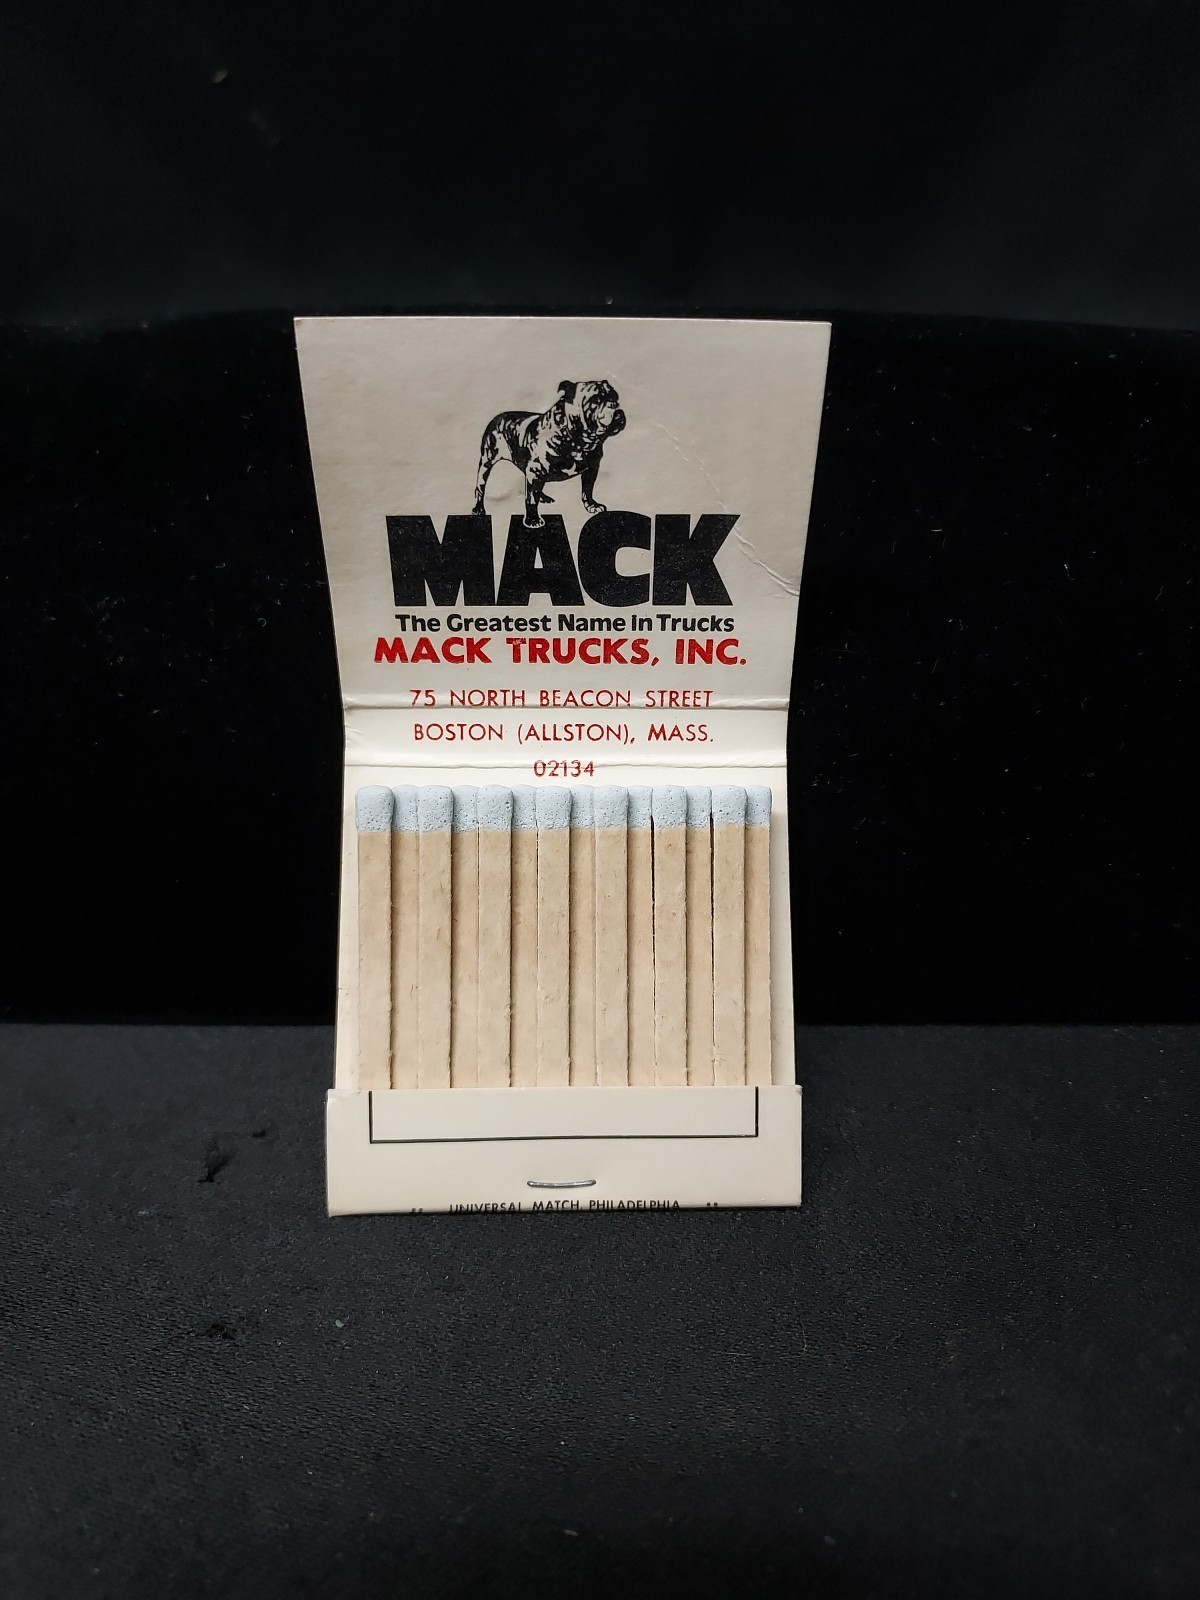 MACK
The Greatest Name in Trucks
MACK TRUCKS, INC.
75 NORTH BEACON STREET
BOSTON (ALLSTON), MASS.
02134
UNIVERSAL MATCH, PHILADELPHIA